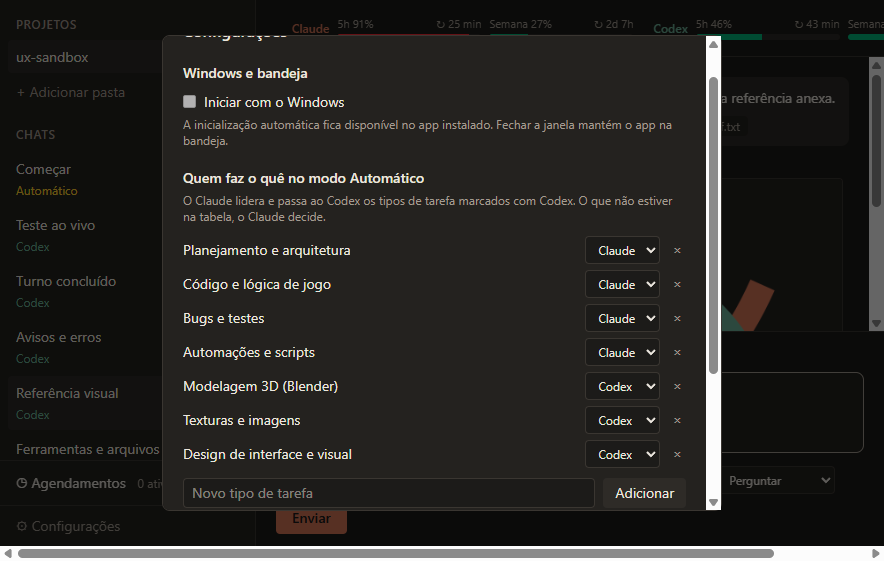 PROJETOS
ux-sandbox
+ Adicionar pasta
CHATS
Começar
Automático
Teste ao vivo
Codex
Turno concluído
Codex
Avisos e erros
Codex
Referência visual
Codex
Ferramentas e arquivos
Agendamentos 0 ativ
Configurações
Claude 5h 91% ↻ 25 min Semana 27% ↻ 2d 7h Codex 5h 46% ↻ 43 min Semana
a referência anexa.
f.txt
Configurações
Windows e bandeja
Iniciar com o Windows
A inicialização automática fica disponível no app instalado. Fechar a janela mantém o app na
bandeja.
Quem faz o quê no modo Automático
O Claude lidera e passa ao Codex os tipos de tarefa marcados com Codex. O que não estiver
na tabela, o Claude decide.
Planejamento e arquitetura Claude ×
Código e lógica de jogo Claude ×
Bugs e testes Claude ×
Automações e scripts Claude ×
Modelagem 3D (Blender) Codex ×
Texturas e imagens Codex ×
Design de interface e visual Codex ×
Novo tipo de tarefa Adicionar
Perguntar
Enviar